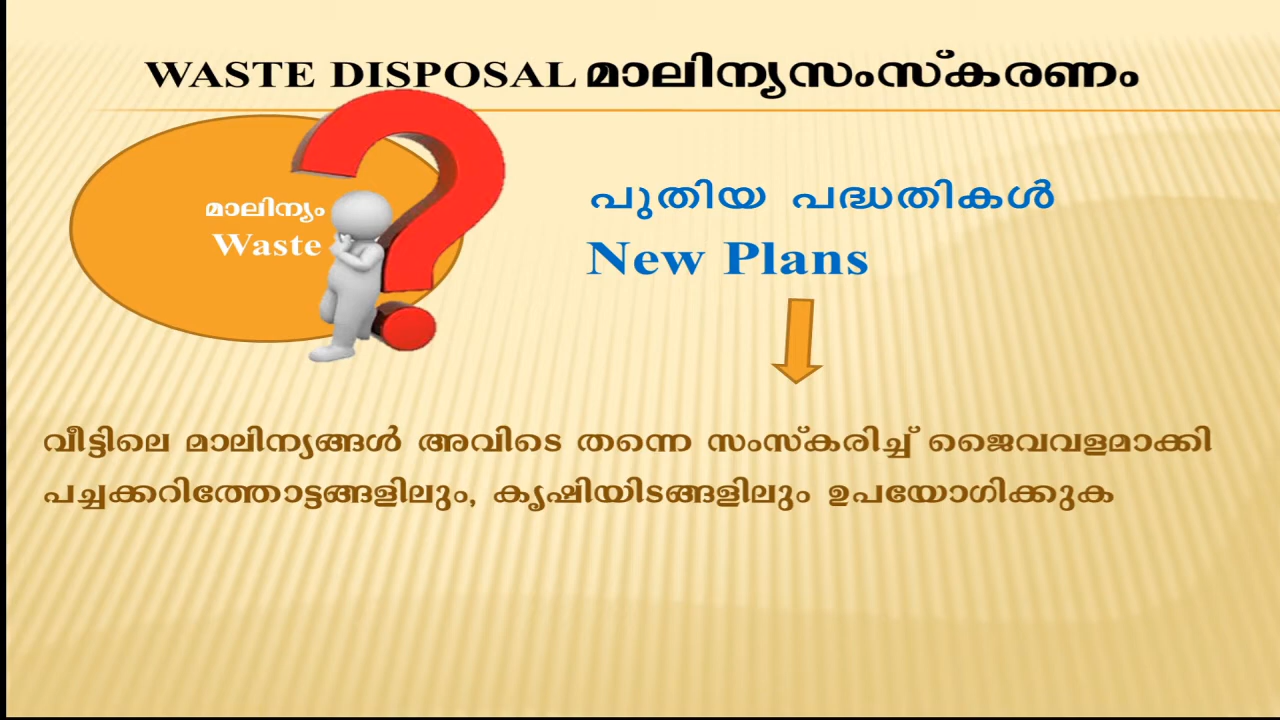 WASTE DISPOSAL മാലിന്യസംസ്കരണം
മാലിന്യം
Waste
പുതിയ പദ്ധതികൾ
New Plans
വീട്ടിലെ മാലിന്യങ്ങൾ അവിടെ തന്നെ സംസ്കരിച്ച് ജൈവവളമാക്കി
പച്ചക്കറിത്തോട്ടങ്ങളിലും, കൃഷിയിടങ്ങളിലും ഉപയോഗിക്കുക